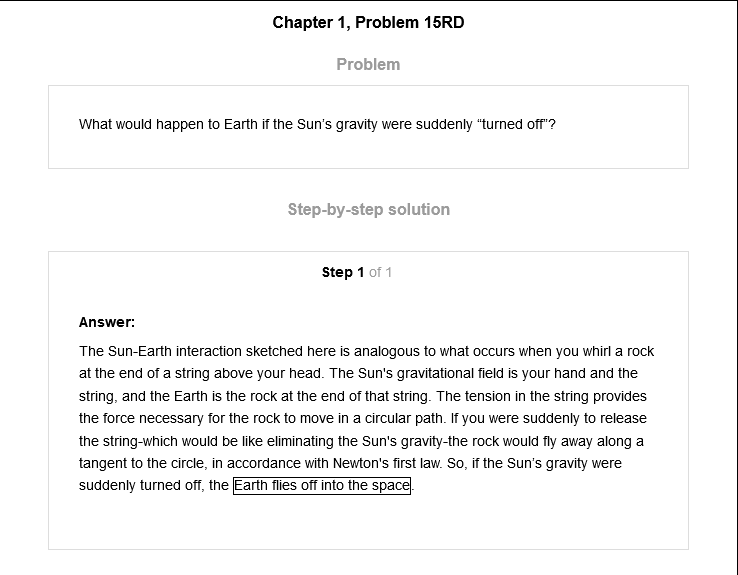 Chapter 1, Problem 15RD
Problem
What would happen to Earth if the Sun’s gravity were suddenly “turned off”?
Step-by-step solution
Step 1 of 1
Answer:
The Sun-Earth interaction sketched here is analogous to what occurs when you whirl a rock
at the end of a string above your head. The Sun's gravitational field is your hand and the
string, and the Earth is the rock at the end of that string. The tension in the string provides
the force necessary for the rock to move in a circular path. If you were suddenly to release
the string-which would be like eliminating the Sun's gravity-the rock would fly away along a
tangent to the circle, in accordance with Newton's first law. So, if the Sun’s gravity were
suddenly turned off, the Earth flies off into the space.